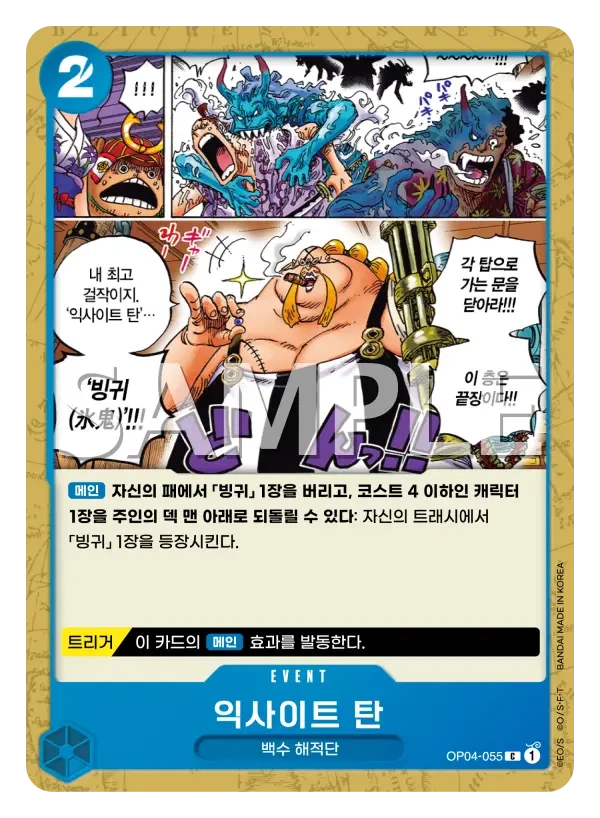 2
!!!
내 최고
걸작이지.
‘익사이트 탄’…
‘빙귀
(氷鬼)’!!!
각 탑으로
가는 문을
닫아라!!!
이 층은
끝장이다!!
どんっ!!
SAMPLE
메인 자신의 패에서 「빙귀」 1장을 버리고, 코스트 4 이하인 캐릭터
1장을 주인의 덱 맨 아래로 되돌릴 수 있다: 자신의 트래시에서
「빙귀」 1장을 등장시킨다.
트리거 이 카드의 메인 효과를 발동한다.
EVENT
익사이트 탄
백수 해적단
OP04-055 C 1
©EO/S ©O/S·F·T BANDAI MADE IN KOREA